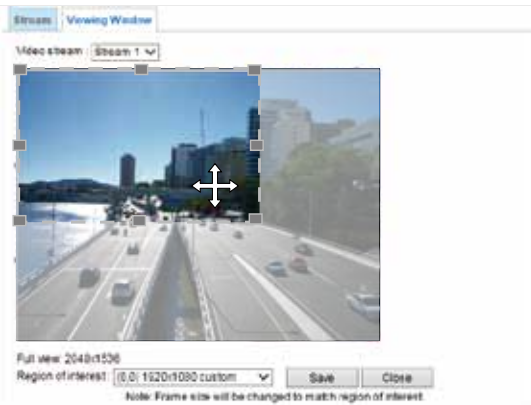 Stream Viewing Window
Video stream : Stream 1
Full view: 2048x1536
Region of interest : (0,0) 1920x1080 custom Save Close
Note: Frame size will be changed to match region of interest.